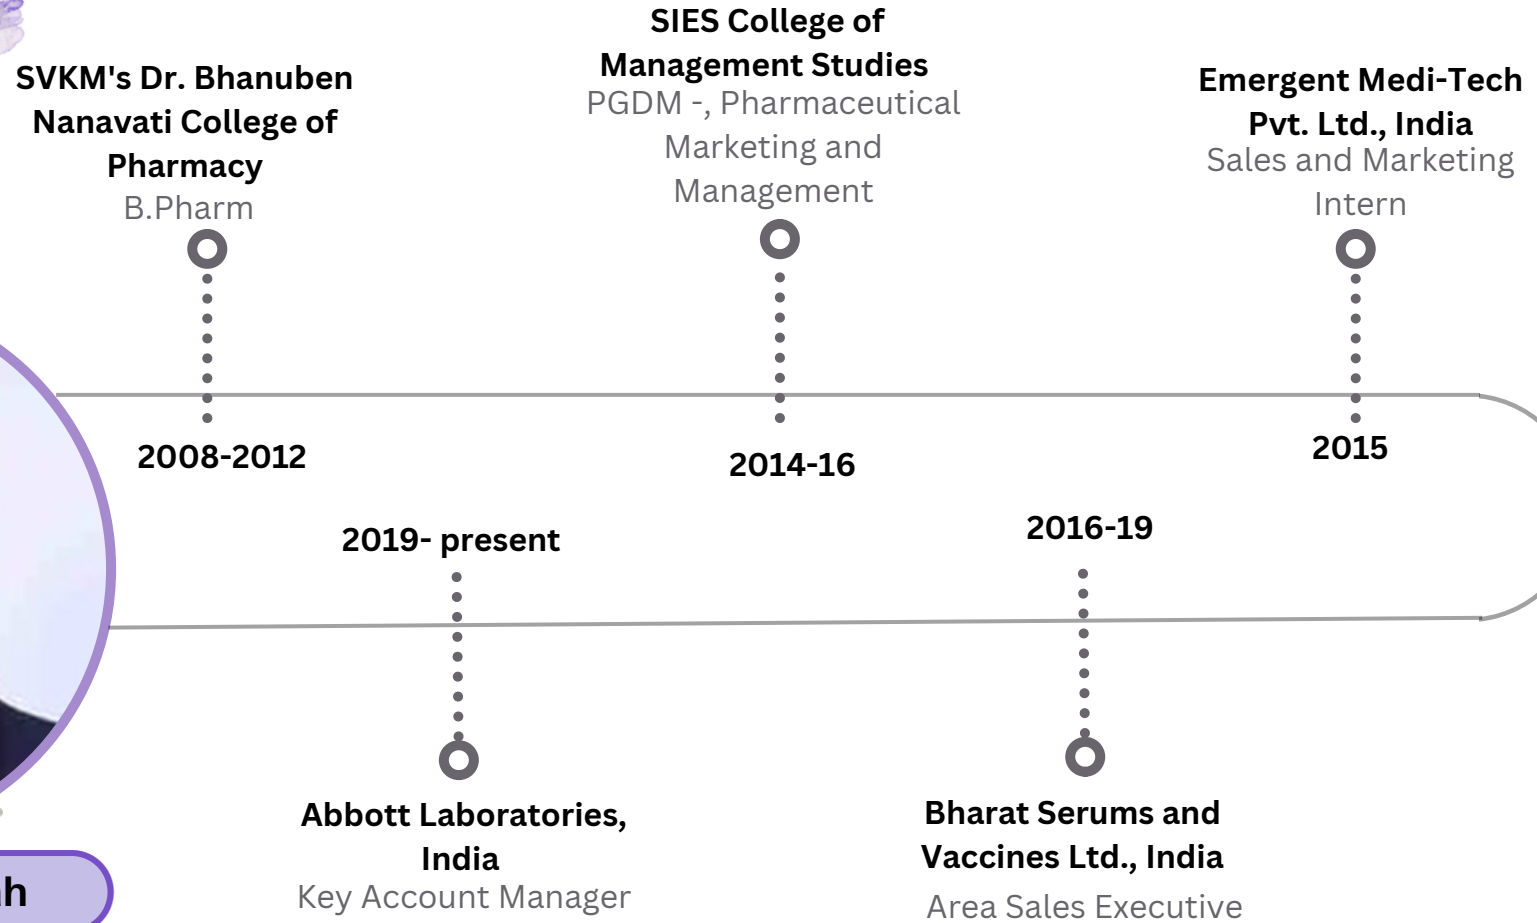 SVKM's Dr. Bhanuben
Nanavati College of
Pharmacy
B.Pharm
2008-2012
SIES College of
Management Studies
PGDM -, Pharmaceutical
Marketing and
Management
2014-16
Emergent Medi-Tech
Pvt. Ltd., India
Sales and Marketing
Intern
2015
2016-19
Bharat Serums and
Vaccines Ltd., India
Area Sales Executive
2019- present
Abbott Laboratories,
India
Key Account Manager